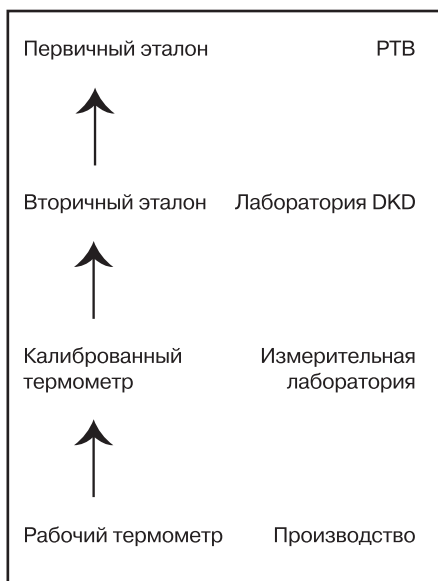 Первичный эталон PTB
Вторичный эталон Лаборатория DKD
Калиброванный Измерительная
термометр лаборатория
Рабочий термометр Производство